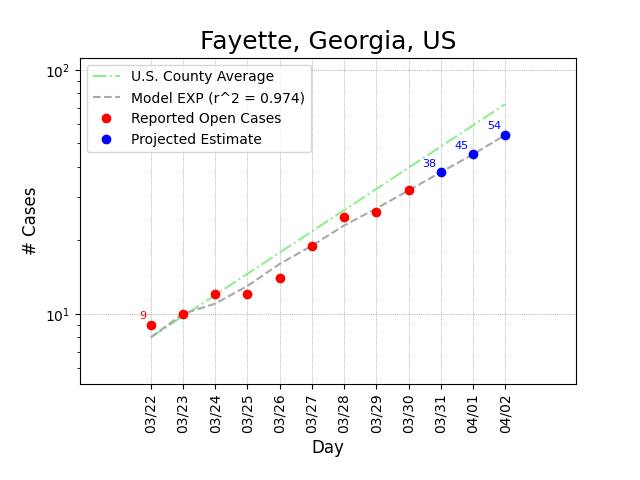 Fayette, Georgia, US
U.S. County Average
Model EXP (r^2 = 0.974)
Reported Open Cases
Projected Estimate
10^2
10^1
# Cases
9
38
45
54
03/22
03/23
03/24
03/25
03/26
03/27
03/28
03/29
03/30
03/31
04/01
04/02
Day